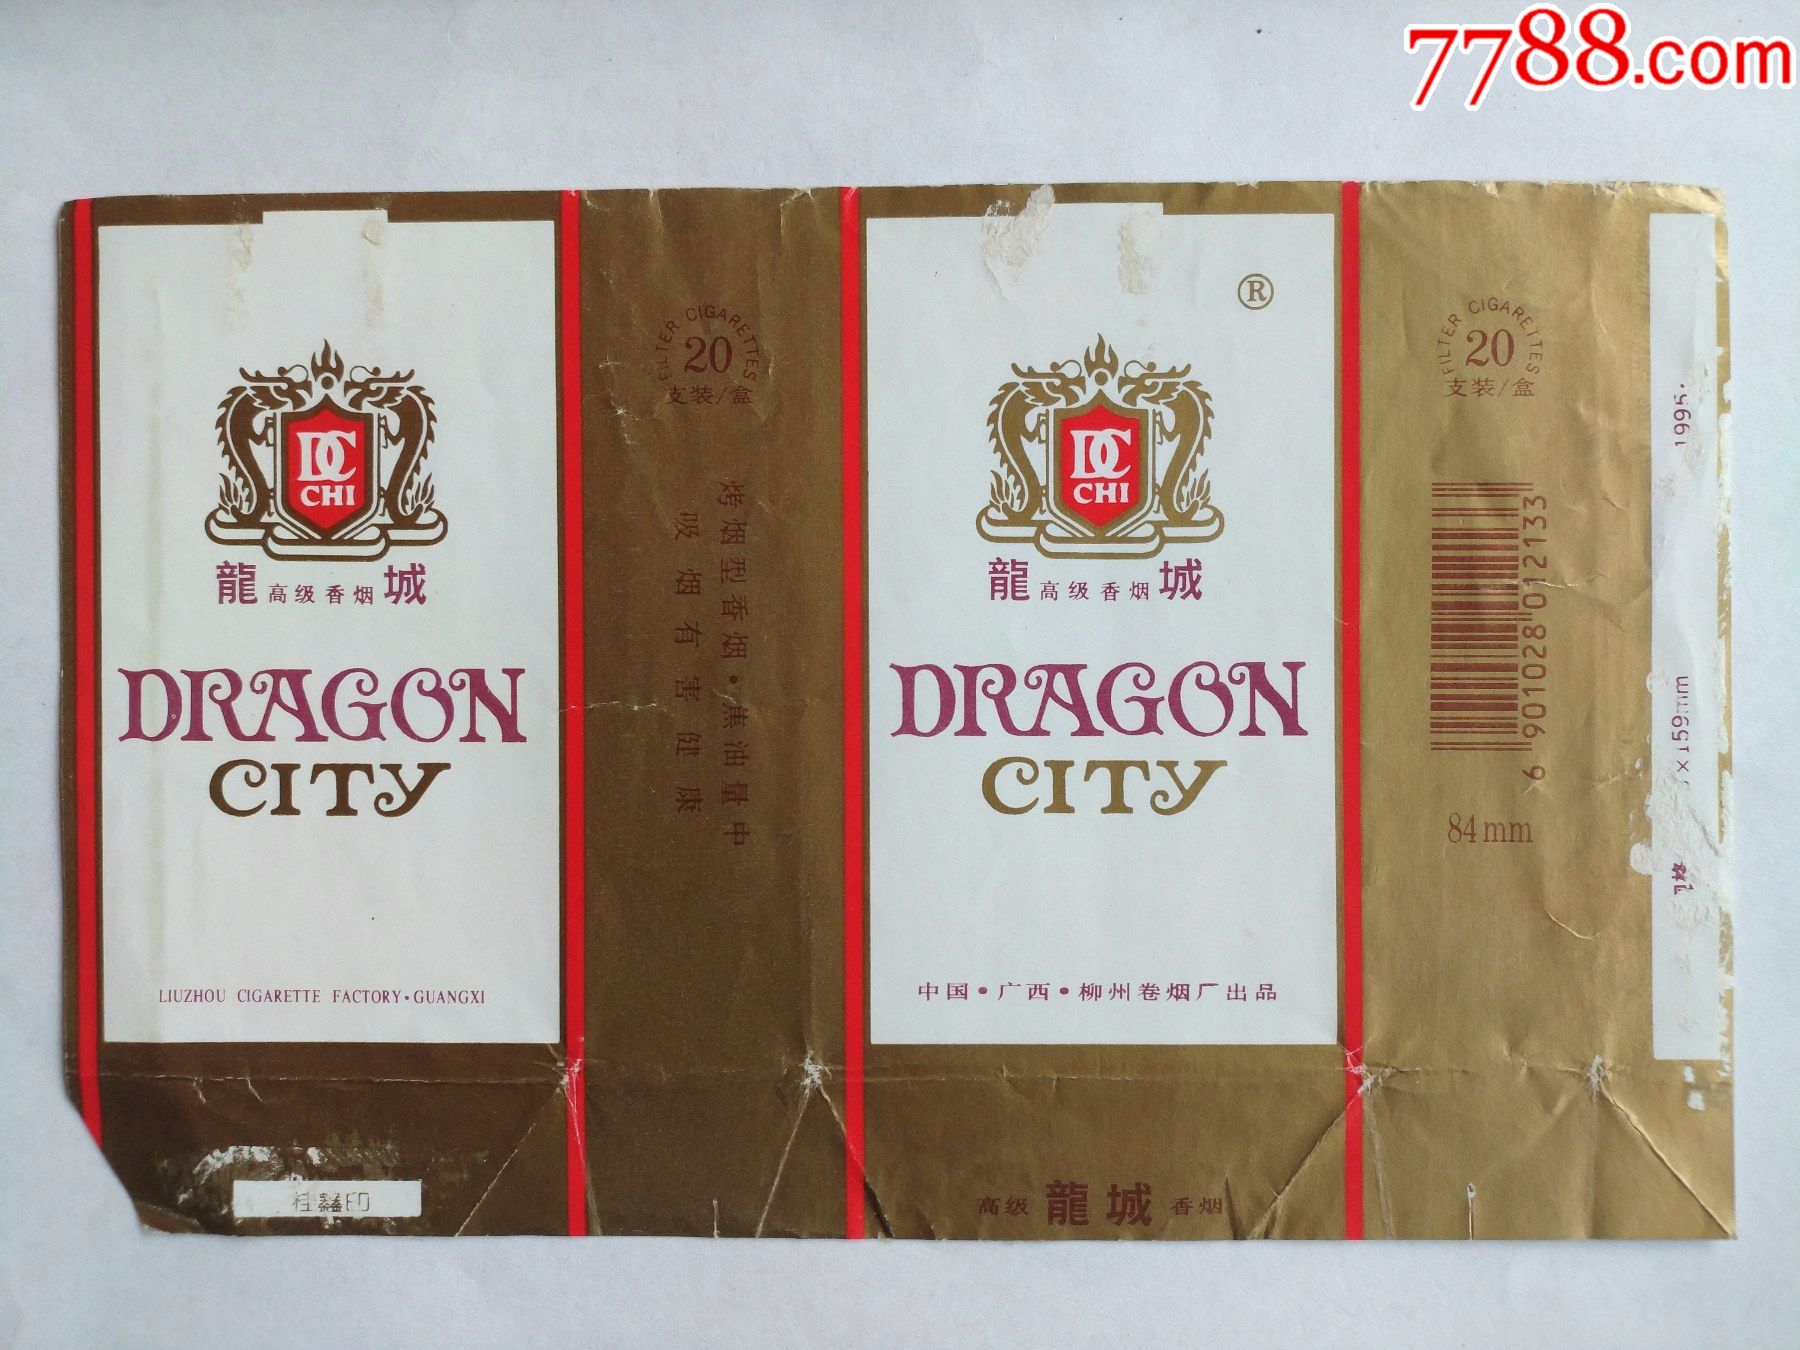 7788.com
DC
CHI
龍 高级香烟 城
DRAGON
CITY
LIUZHOU CIGARETTE FACTORY·GUANGXI
桂鑫印
FILTER CIGARETTES
20
支装/盒
烤烟型香烟·焦油量中
吸烟有害健康
®
DC
CHI
龍 高级香烟 城
DRAGON
CITY
中国·广西·柳州卷烟厂出品
高级 龍城 香烟
FILTER CIGARETTES
20
支装/盒
6 901028 012133
84mm
1995.
×159mm
格